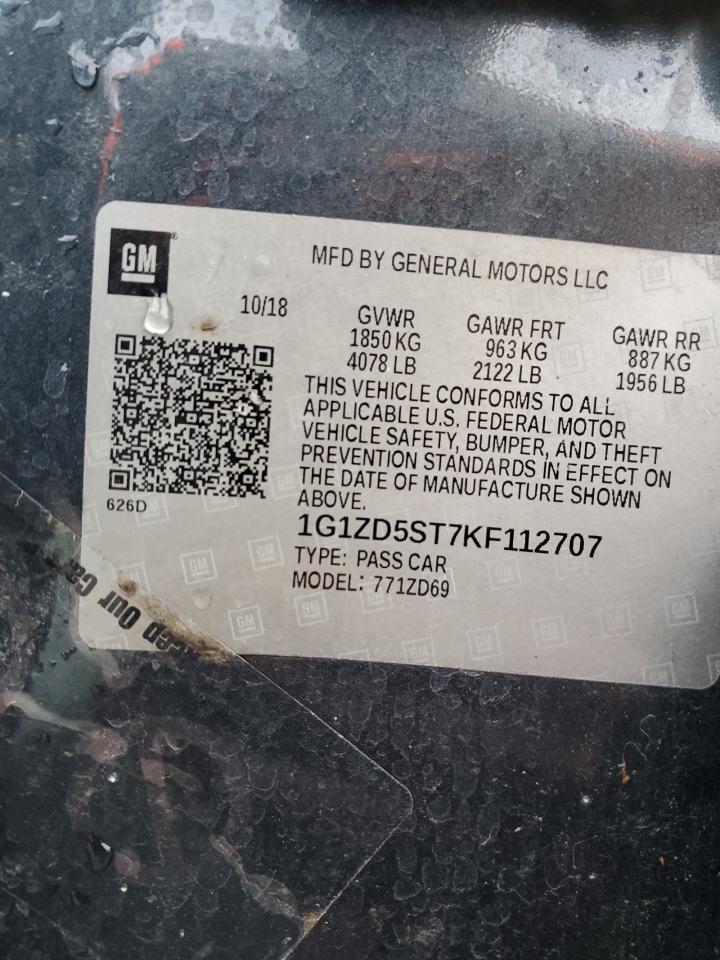 GM
MFD BY GENERAL MOTORS LLC
10/18
GVWR GAWR FRT GAWR RR
1850 KG 963 KG 887 KG
4078 LB 2122 LB 1956 LB
THIS VEHICLE CONFORMS TO ALL
APPLICABLE U.S. FEDERAL MOTOR
VEHICLE SAFETY, BUMPER, AND THEFT
PREVENTION STANDARDS IN EFFECT ON
THE DATE OF MANUFACTURE SHOWN
ABOVE.
626D
1G1ZD5ST7KF112707
TYPE: PASS CAR
MODEL: 771ZD69
Our